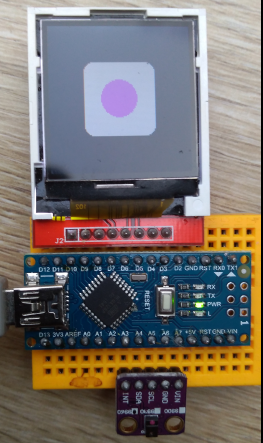 J2
D12 D11 D10 D9 D8 D7 D6 D5 D4 D3 D2 GND RST RX0 TX1
RESET
RX
TX
PWR
L
1
D13 3V3 AREF A0 A1 A2 A3 A4 A5 A6 A7 +5V RST GND VIN
INT SDA SCL GND VIN